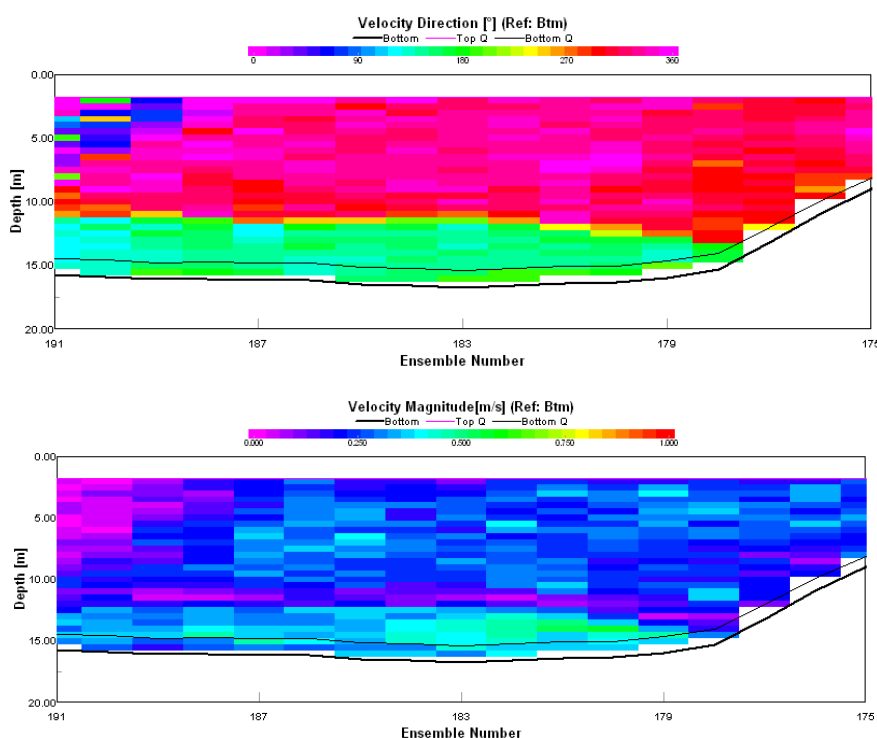 Velocity Direction [°] (Ref: Btm)
Bottom Top Q Bottom Q
0 90 180 270 360
0.00
5.00
10.00
15.00
20.00
Depth [m]
191 187 183 179 175
Ensemble Number
Velocity Magnitude[m/s] (Ref: Btm)
Bottom Top Q Bottom Q
0.000 0.250 0.500 0.750 1.000
0.00
5.00
10.00
15.00
20.00
Depth [m]
191 187 183 179 175
Ensemble Number